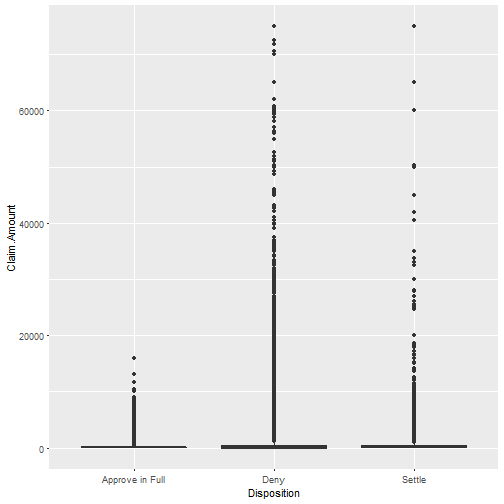 Claim.Amount
60000
40000
20000
0
Approve in Full
Deny
Settle
Disposition